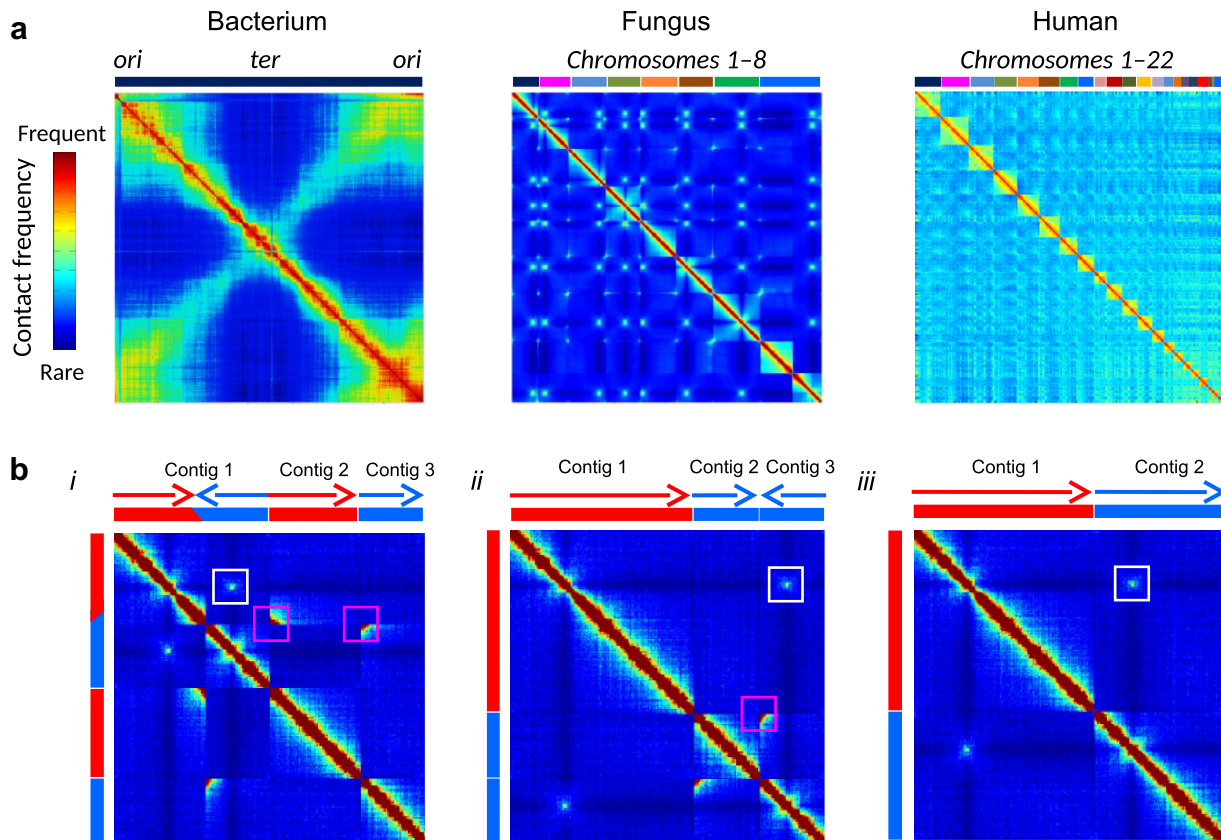 a
Bacterium
Fungus
Human
ori ter ori
Chromosomes 1–8
Chromosomes 1–22
Frequent
Contact frequency
Rare
b
i
Contig 1
Contig 2
Contig 3
ii
Contig 1
Contig 2
Contig 3
iii
Contig 1
Contig 2